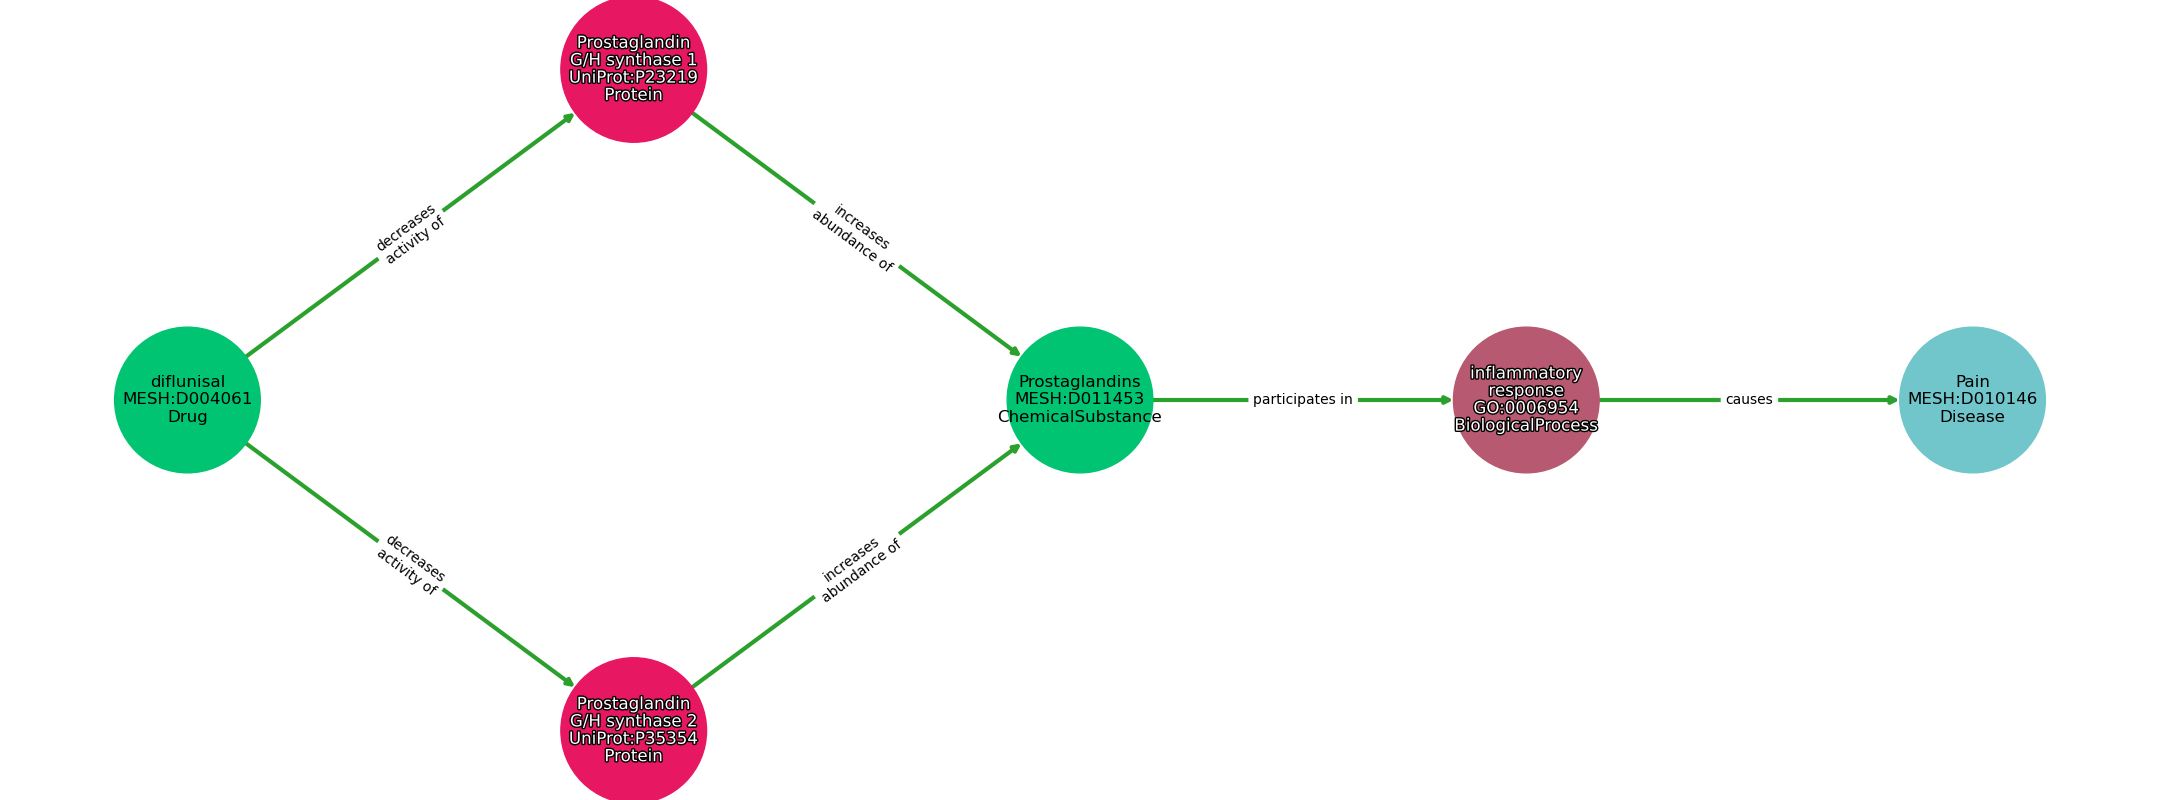 Prostaglandin
G/H synthase 1
UniProt:P23219
Protein
decreases
activity of
increases
abundance of
diflunisal
MESH:D004061
Drug
Prostaglandins
MESH:D011453
ChemicalSubstance
participates in
inflammatory
response
GO:0006954
BiologicalProcess
causes
Pain
MESH:D010146
Disease
decreases
activity of
increases
abundance of
Prostaglandin
G/H synthase 2
UniProt:P35354
Protein